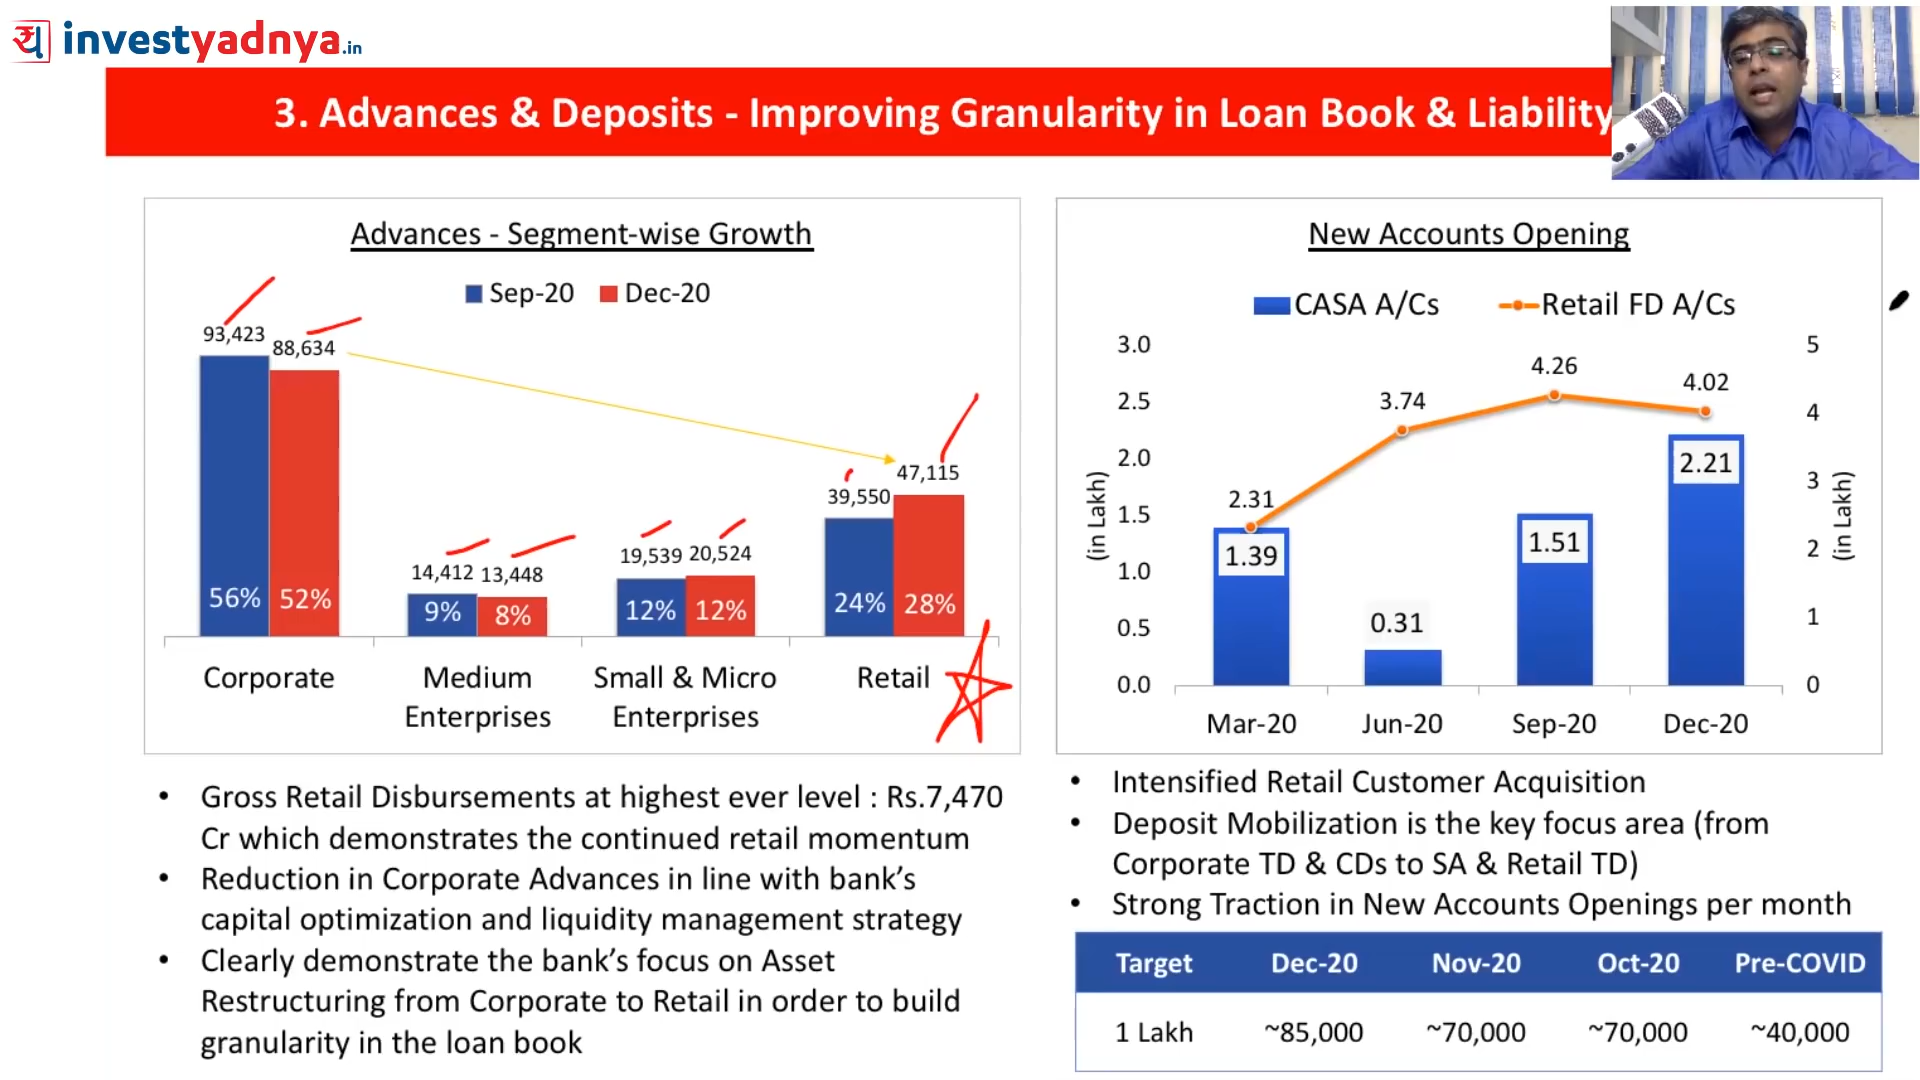 investyadnya.in
3. Advances & Deposits - Improving Granularity in Loan Book & Liability
Advances - Segment-wise Growth
Sep-20 Dec-20
93,423
88,634
56% 52%
14,412 13,448
9% 8%
19,539 20,524
12% 12%
39,550 47,115
24% 28%
Corporate
Medium
Enterprises
Small & Micro
Enterprises
Retail
• Gross Retail Disbursements at highest ever level : Rs.7,470
Cr which demonstrates the continued retail momentum
• Reduction in Corporate Advances in line with bank's
capital optimization and liquidity management strategy
• Clearly demonstrate the bank's focus on Asset
Restructuring from Corporate to Retail in order to build
granularity in the loan book
New Accounts Opening
CASA A/Cs Retail FD A/Cs
3.0
2.5
2.0
1.5
1.0
0.5
0.0
(in Lakh)
2.31
3.74
4.26
4.02
1.39
0.31
1.51
2.21
5
4
3
2
1
0
(in Lakh)
Mar-20 Jun-20 Sep-20 Dec-20
• Intensified Retail Customer Acquisition
• Deposit Mobilization is the key focus area (from
Corporate TD & CDs to SA & Retail TD)
• Strong Traction in New Accounts Openings per month
Target Dec-20 Nov-20 Oct-20 Pre-COVID
1 Lakh ~85,000 ~70,000 ~70,000 ~40,000